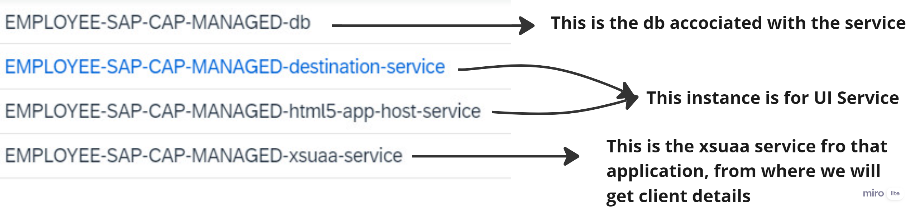 EMPLOYEE-SAP-CAP-MANAGED-db
This is the db accociated with the service
EMPLOYEE-SAP-CAP-MANAGED-destination-service
EMPLOYEE-SAP-CAP-MANAGED-html5-app-host-service
This instance is for UI Service
EMPLOYEE-SAP-CAP-MANAGED-xsuaa-service
This is the xsuaa service fro that
application, from where we will
get client details
miro lite